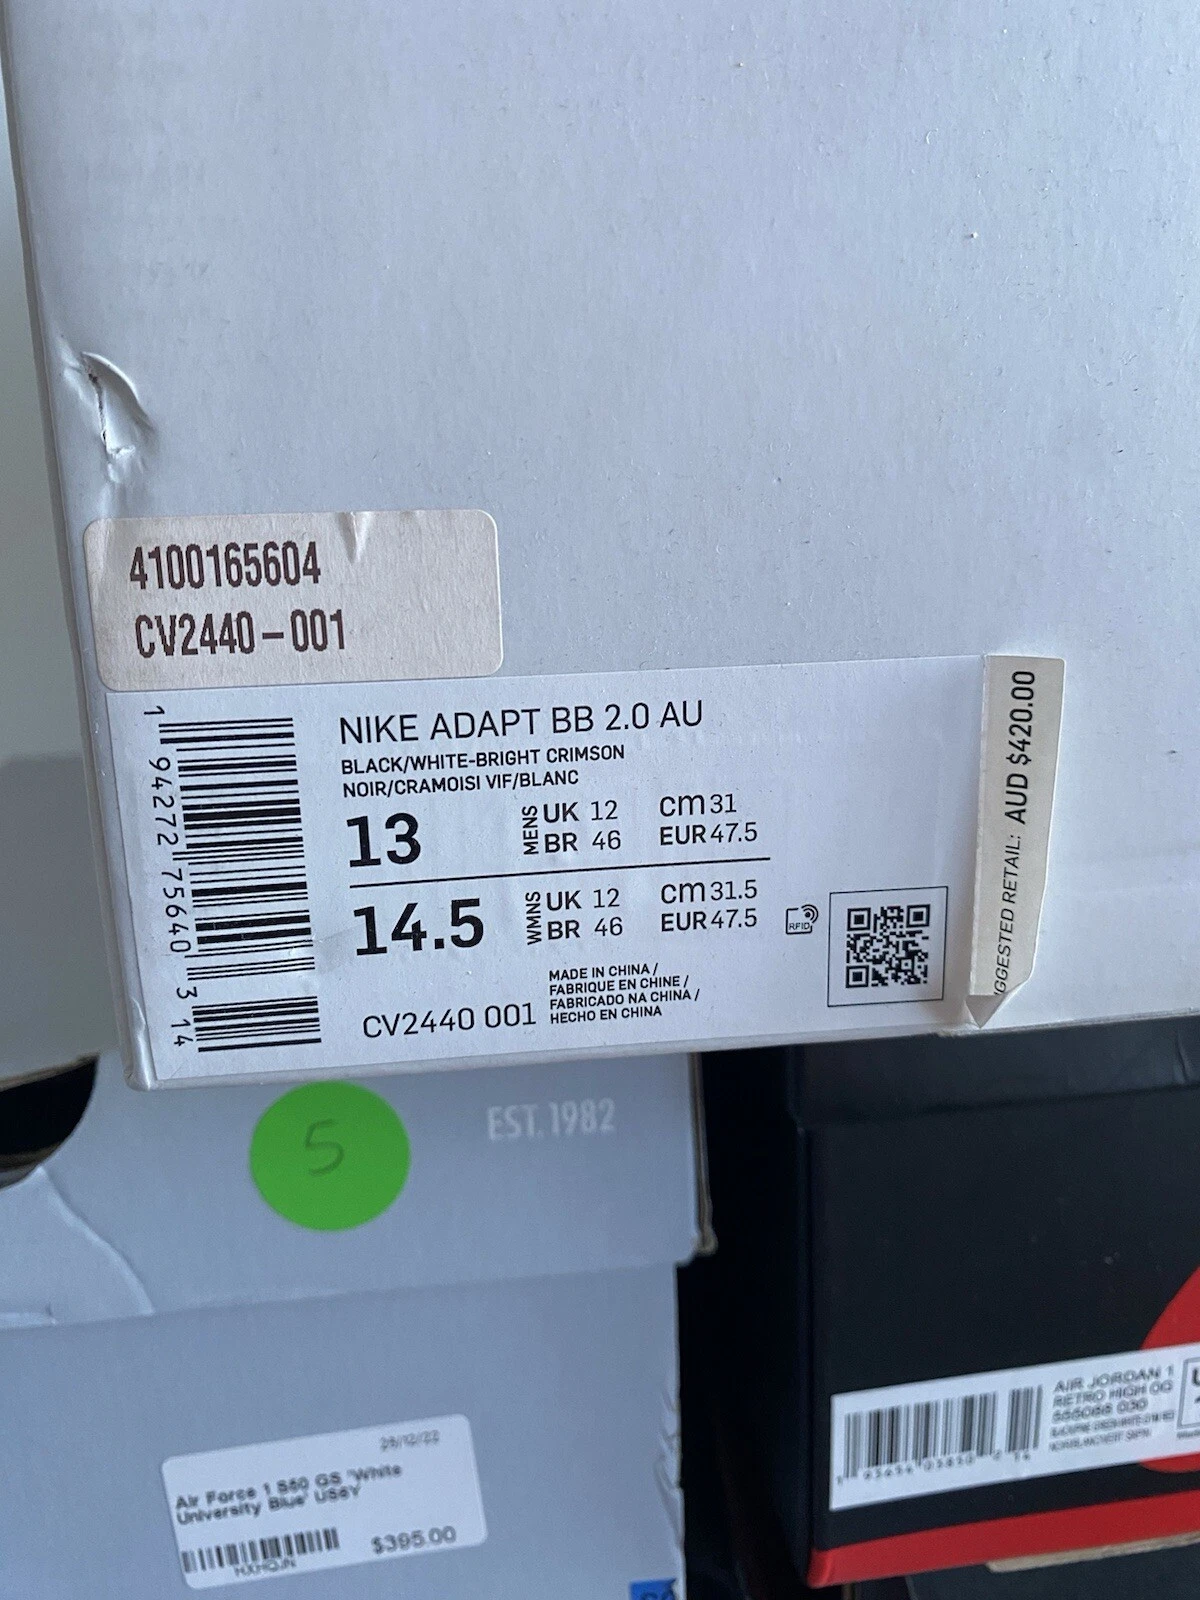 4100165604
CV2440-001
1 94272 75640 3 14
NIKE ADAPT BB 2.0 AU
BLACK/WHITE-BRIGHT CRIMSON
NOIR/CRAMOISI VIF/BLANC
13 MENS UK 12 cm 31
BR 46 EUR 47.5
14.5 WMNS UK 12 cm 31.5
BR 46 EUR 47.5
RFID
MADE IN CHINA /
FABRIQUE EN CHINE /
FABRICADO NA CHINA /
HECHO EN CHINA
CV2440 001
GGESTED RETAIL: AUD $420.00
5
EST. 1982
Air Force 1 S50 GS "White
University Blue' US6Y
$395.00
AIR JORDAN 1
RETRO HIGH OG
555088 030